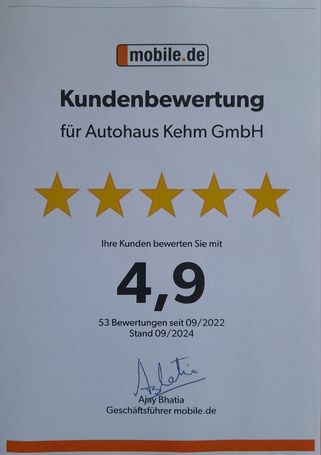 mobile.de
Kundenbewertung
für Autohaus Kehm GmbH
Ihre Kunden bewerten Sie mit
4,9
53 Bewertungen seit 09/2022
Stand 09/2024
Ajay Bhatia
Geschäftsführer mobile.de